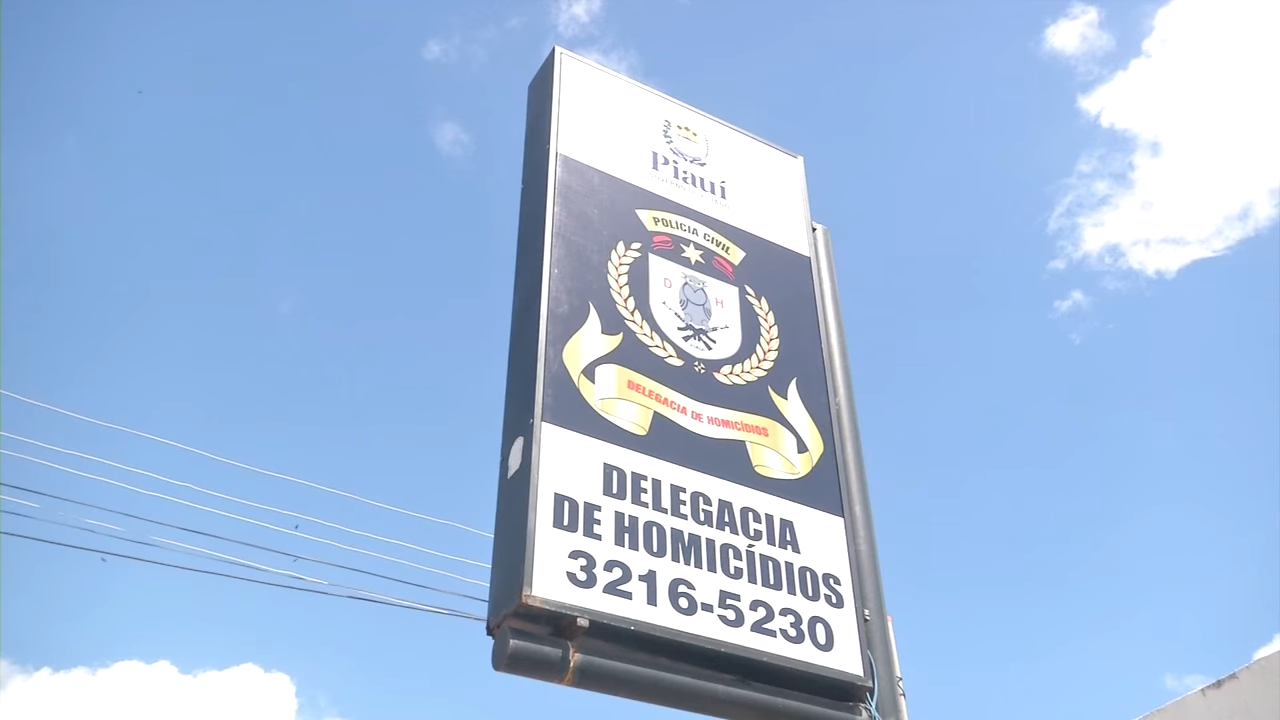 Piauí
POLÍCIA CIVIL
D H
DELEGACIA DE HOMICÍDIOS
DELEGACIA
DE HOMICÍDIOS
3216-5230